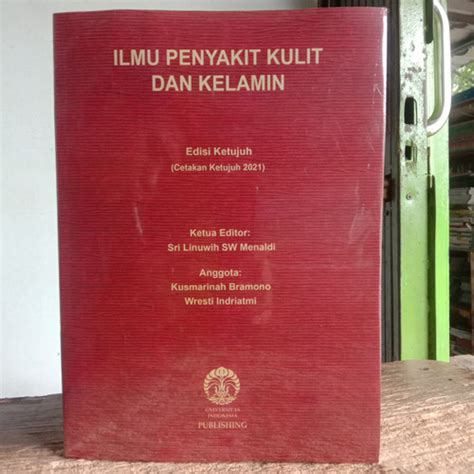 ILMU PENYAKIT KULIT
DAN KELAMIN
Edisi Ketujuh
(Cetakan Ketujuh 2021)
Ketua Editor:
Sri Linuwih SW Menaldi
Anggota:
Kusmarinah Bramono
Wresti Indriatmi
UNIVERSITAS
INDONESIA
PUBLISHING